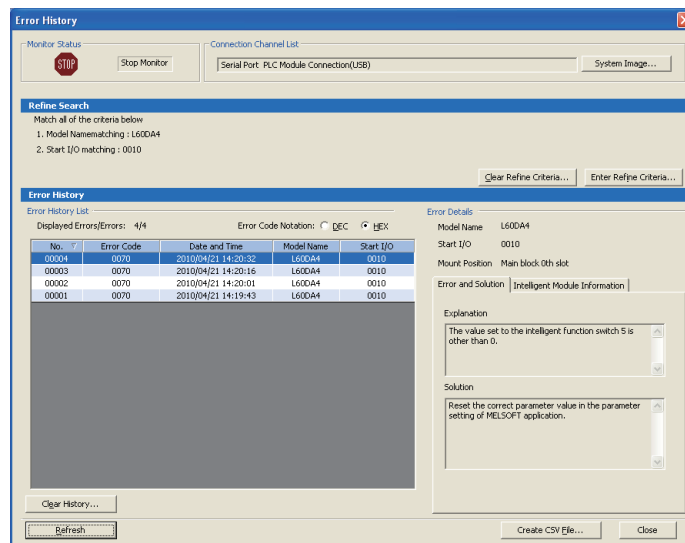 Error History
Monitor Status
STOP
Stop Monitor
Connection Channel List
Serial Port PLC Module Connection(USB)
System Image...
Refine Search
Match all of the criteria below
1. Model Namematching : L60DA4
2. Start I/O matching : 0010
Clear Refine Criteria...
Enter Refine Criteria...
Error History
Error History List
Displayed Errors/Errors: 4/4
Error Code Notation: DEC HEX
No. Error Code Date and Time Model Name Start I/O
00004 0070 2010/04/21 14:20:32 L60DA4 0010
00003 0070 2010/04/21 14:20:16 L60DA4 0010
00002 0070 2010/04/21 14:20:01 L60DA4 0010
00001 0070 2010/04/21 14:19:43 L60DA4 0010
Clear History...
Error Details
Model Name L60DA4
Start I/O 0010
Mount Position Main block 0th slot
Error and Solution
Intelligent Module Information
Explanation
The value set to the intelligent function switch 5 is
other than 0.
Solution
Reset the correct parameter value in the parameter
setting of MELSOFT application.
Refresh
Create CSV File...
Close